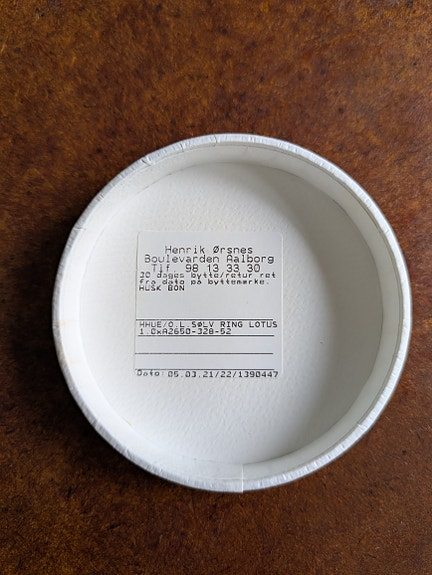 Henrik Ørsnes
Boulevarden Aalborg
Tlf. 98 13 33 30
30 dages bytte/retur ret
fra dato på byttemærke.
HUSK BON
HHUE/O.L SØLV RING LOTUS
1.0xA2650-328-52
Dato: 05.03.21/22/1390447